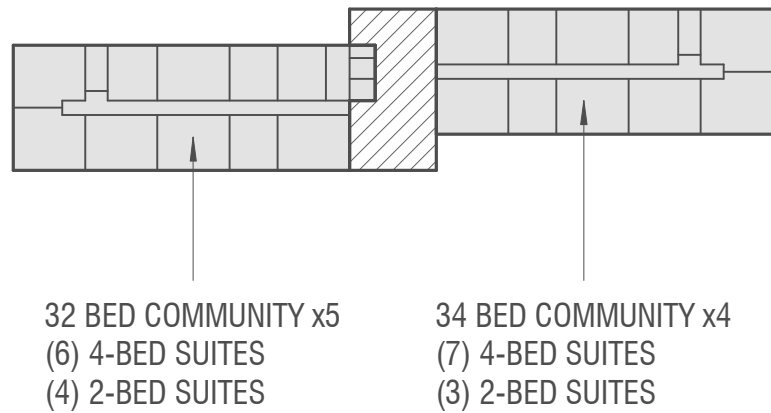 32 BED COMMUNITY x5
(6) 4-BED SUITES
(4) 2-BED SUITES
34 BED COMMUNITY x4
(7) 4-BED SUITES
(3) 2-BED SUITES